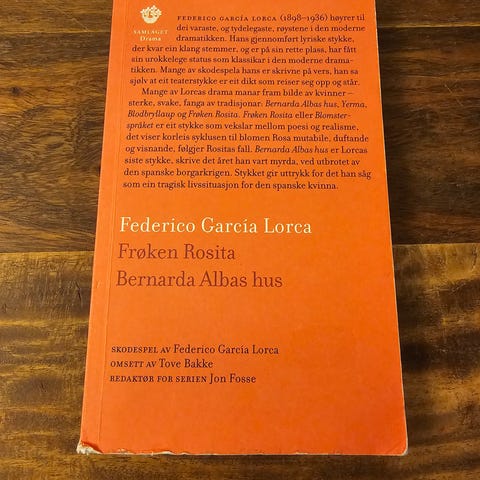 SAMLAGET
Drama
FEDERICO GARCÍA LORCA (1898–1936) høyrer til
dei varaste, og tydelegaste, røystene i den moderne
dramatikken. Hans gjennomført lyriske stykke,
der kvar ein klang stemmer, og er på sin rette plass, har fått
sin urokkelege status som klassikar i den moderne drama-
tikken. Mange av skodespela hans er skrivne på vers, han sa
sjølv at eit teaterstykke er eit dikt som reiser seg opp og står.
Mange av Lorcas drama manar fram bilde av kvinner –
sterke, svake, fanga av tradisjonar: Bernarda Albas hus, Yerma,
Blodbryllaup og Frøken Rosita. Frøken Rosita eller Blomster-
språket er eit stykke som vekslar mellom poesi og realisme,
det viser korleis syklusen til blomen Rosa mutabile, duftande
og visnande, følgjer Rositas fall. Bernarda Albas hus er Lorcas
siste stykke, skrive det året han vart myrda, ved utbrotet av
den spanske borgarkrigen. Stykket gir uttrykk for det han såg
som ein tragisk livssituasjon for den spanske kvinna.
Federico García Lorca
Frøken Rosita
Bernarda Albas hus
SKODESPEL AV Federico García Lorca
OMSETT AV Tove Bakke
REDAKTØR FOR SERIEN Jon Fosse